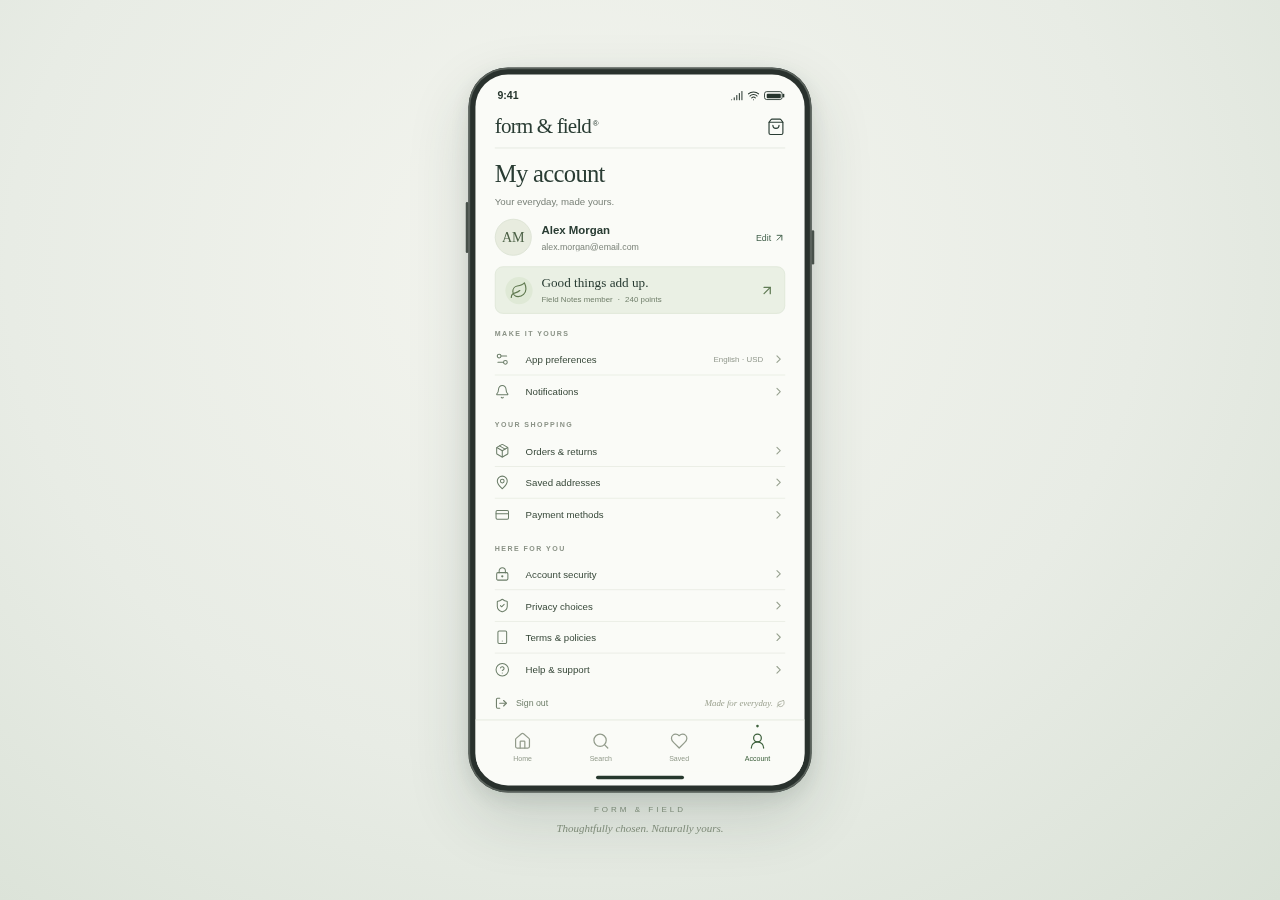 9:41
form & field®
My account
Your everyday, made yours.
AM
Alex Morgan
alex.morgan@email.com
Edit
Good things add up.
Field Notes member · 240 points
MAKE IT YOURS
App preferences English · USD
Notifications
YOUR SHOPPING
Orders & returns
Saved addresses
Payment methods
HERE FOR YOU
Account security
Privacy choices
Terms & policies
Help & support
Sign out Made for everyday.
Home Search Saved Account
FORM & FIELD
Thoughtfully chosen. Naturally yours.